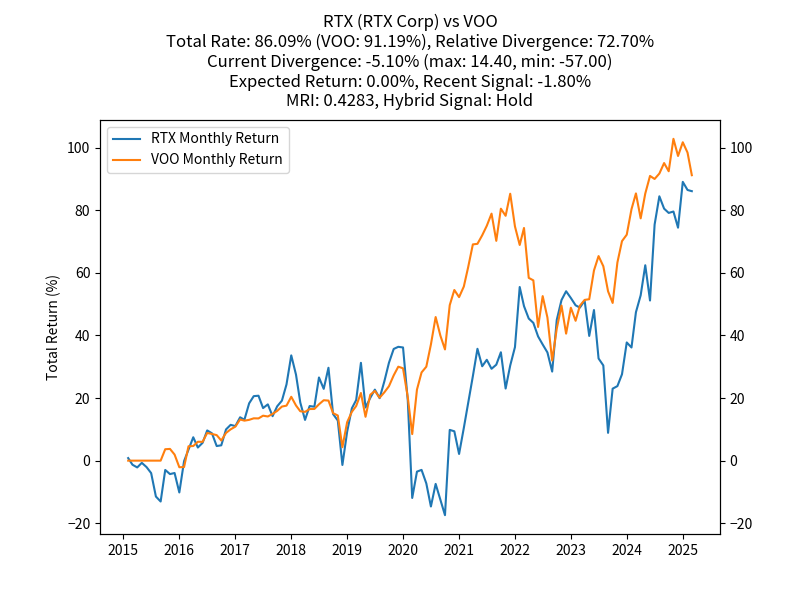 RTX (RTX Corp) vs VOO
Total Rate: 86.09% (VOO: 91.19%), Relative Divergence: 72.70%
Current Divergence: -5.10% (max: 14.40, min: -57.00)
Expected Return: 0.00%, Recent Signal: -1.80%
MRI: 0.4283, Hybrid Signal: Hold
RTX Monthly Return
VOO Monthly Return
Total Return (%)
100
80
60
40
20
0
−20
100
80
60
40
20
0
−20
2015 2016 2017 2018 2019 2020 2021 2022 2023 2024 2025